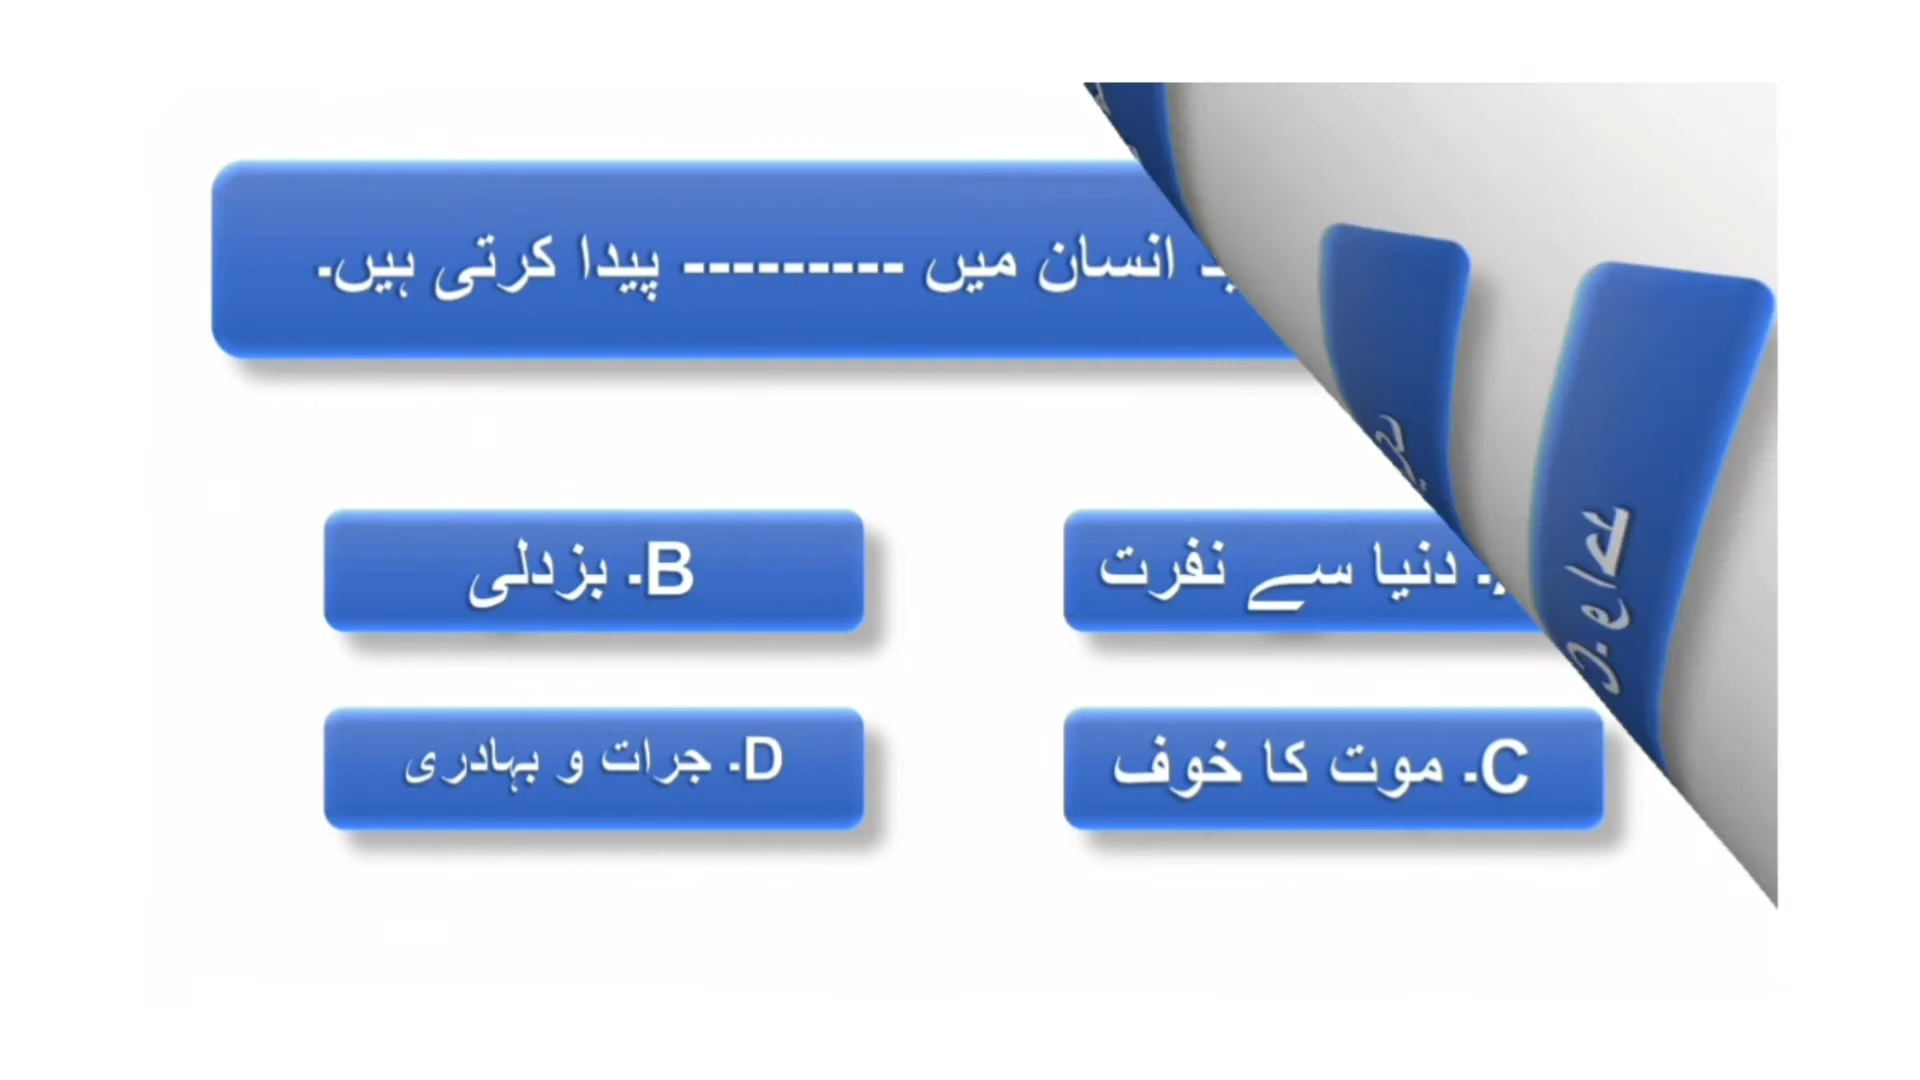 انسان میں --------- پیدا کرتی ہیں۔
دنیا سے نفرت
B۔ بزدلی
C۔ موت کا خوف
D۔ جرات و بہادری